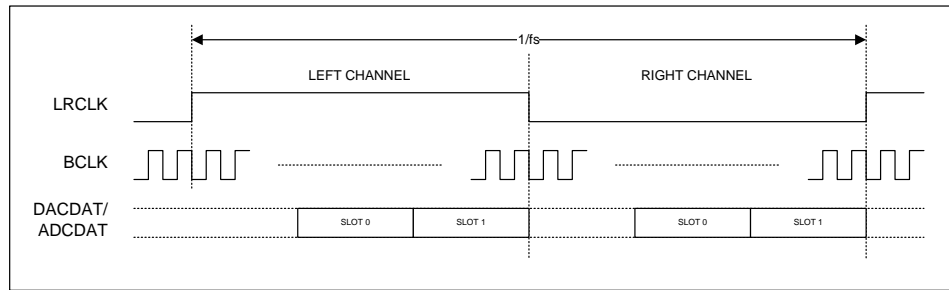 1/fs
LEFT CHANNEL
RIGHT CHANNEL
LRCLK
BCLK
DACDAT/
ADCDAT
SLOT 0
SLOT 1
SLOT 0
SLOT 1